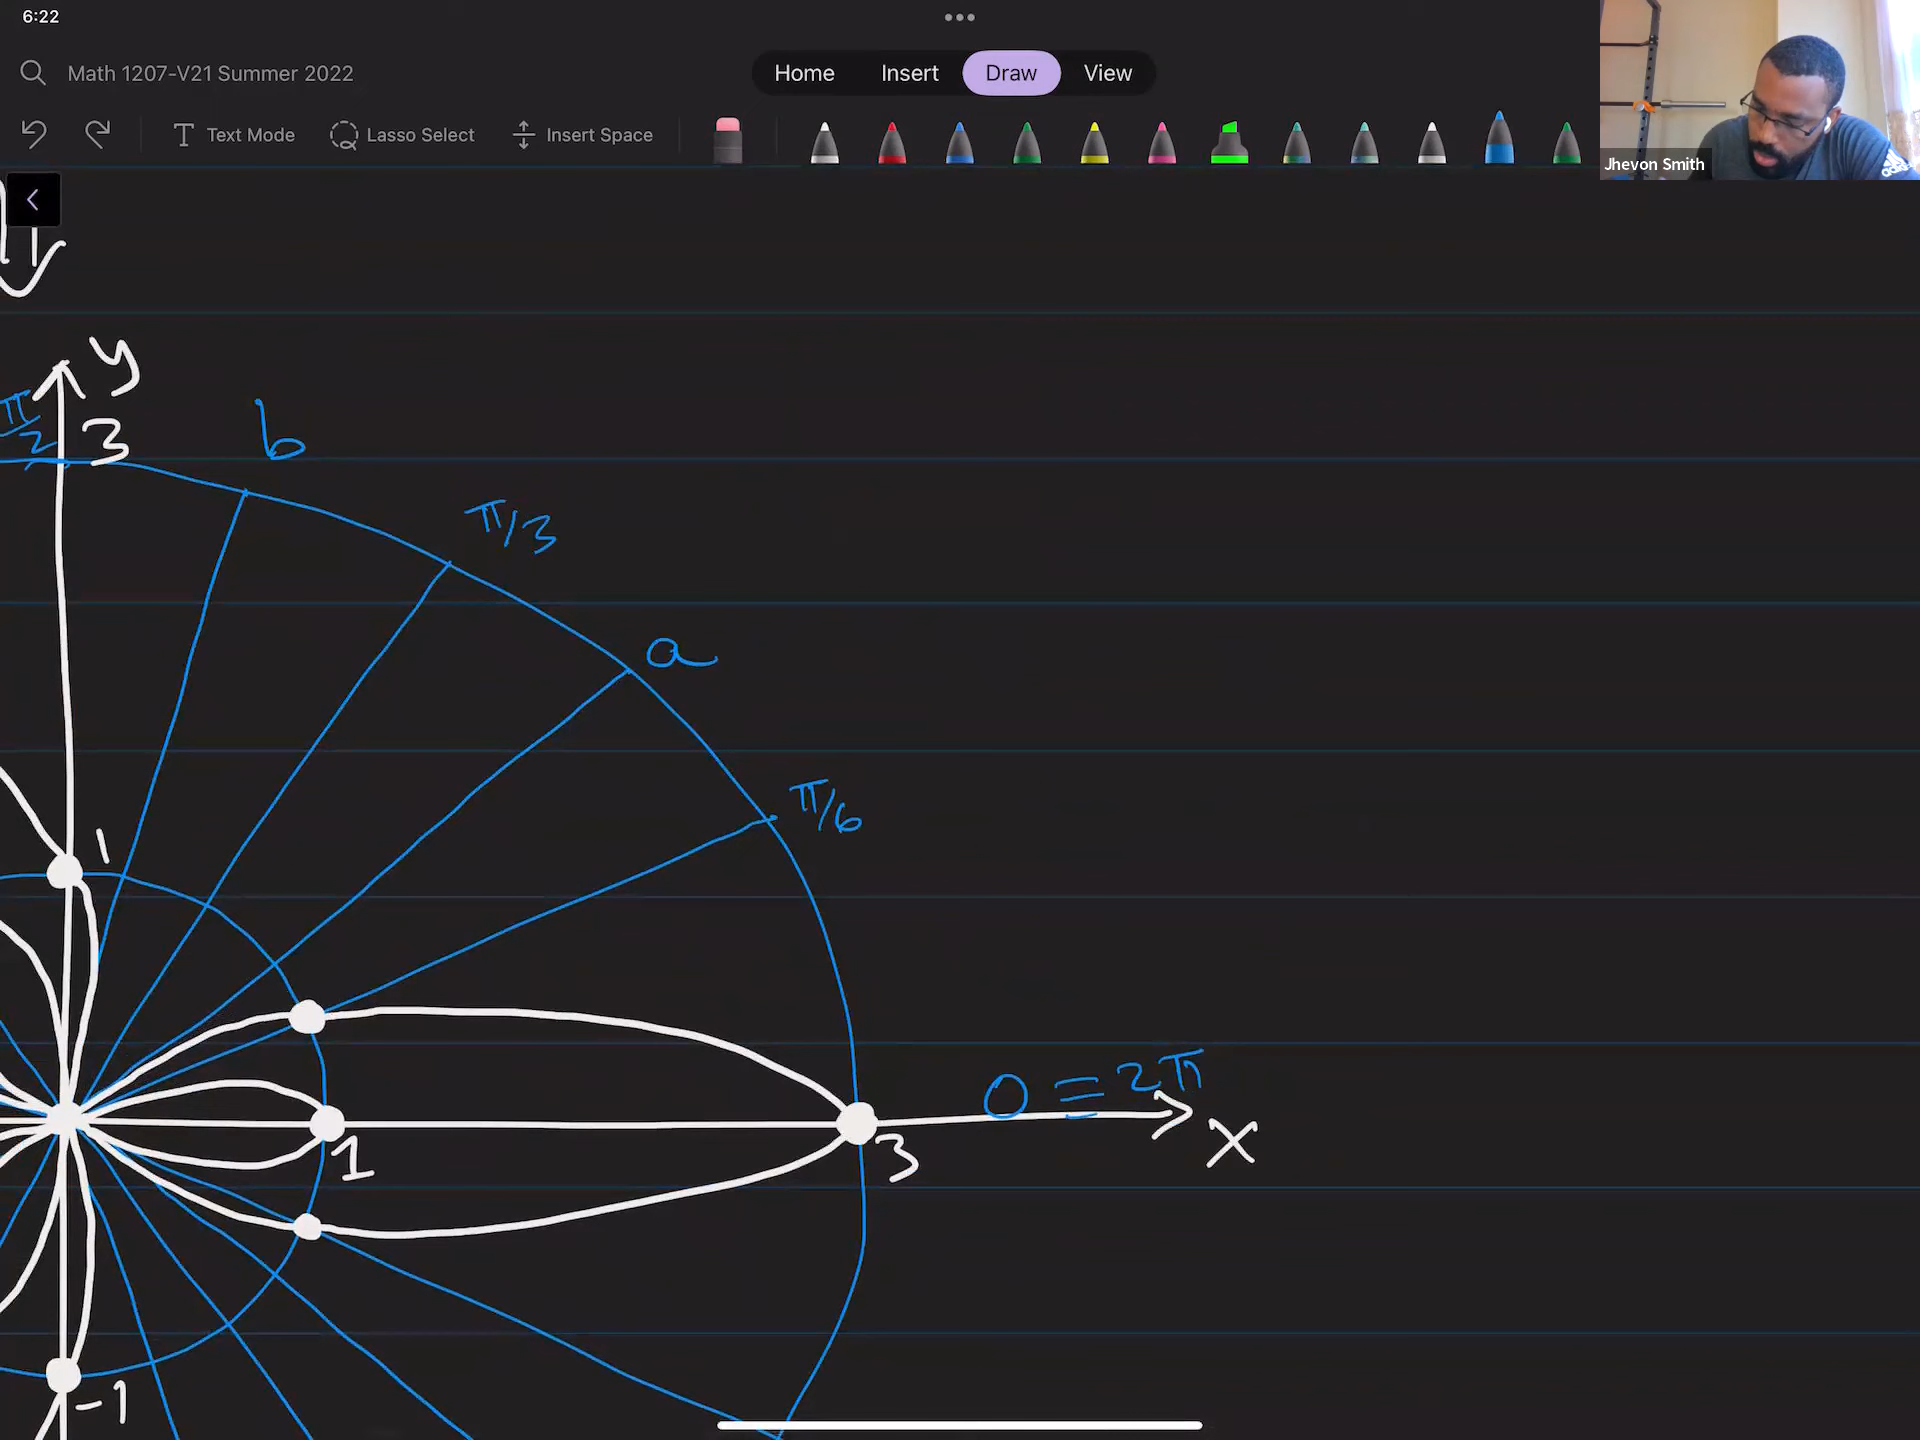 6:22
Math 1207-V21 Summer 2022
Home Insert Draw View
Text Mode Lasso Select Insert Space
Jhevon Smith
y
π/2 3
b
π/3
a
π/6
1
0 = 2π
1 3 x
-1